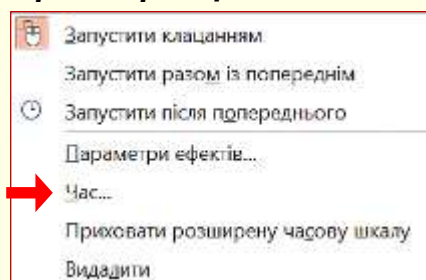 Запустити клацанням
Запустити разом із попереднім
Запустити після попереднього
Параметри ефектів...
Час...
Приховати розширену часову шкалу
Видалити